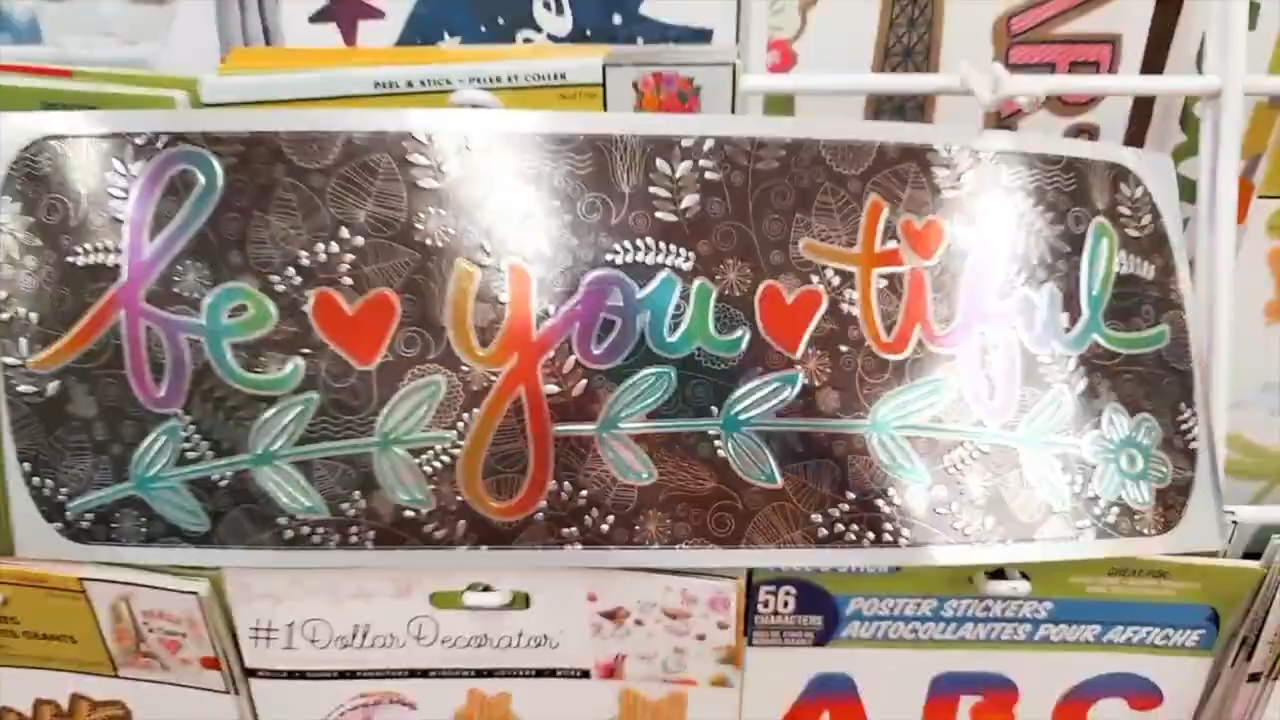 PEEL & STICK - PELER ET COLLER
be you tiful
#1 Dollar Decorator
56
CHARACTERS
POSTER STICKERS
AUTOCOLLANTES POUR AFFICHE
ABC